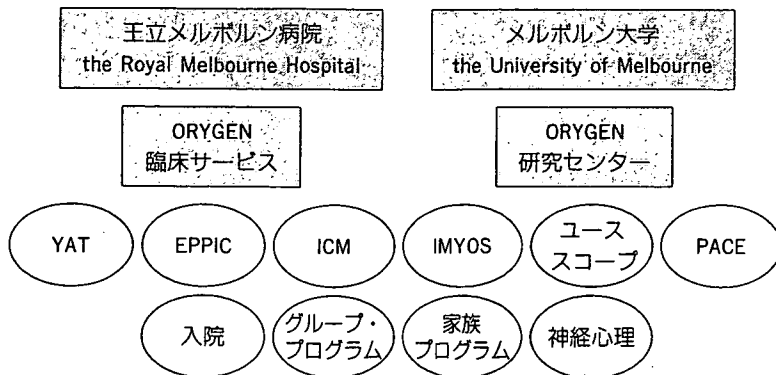 王立メルボルン病院
the Royal Melbourne Hospital
メルボルン大学
the University of Melbourne
ORYGEN
臨床サービス
ORYGEN
研究センター
YAT
EPPIC
ICM
IMYOS
ユース
スコープ
PACE
入院
グループ・
プログラム
家族
プログラム
神経心理